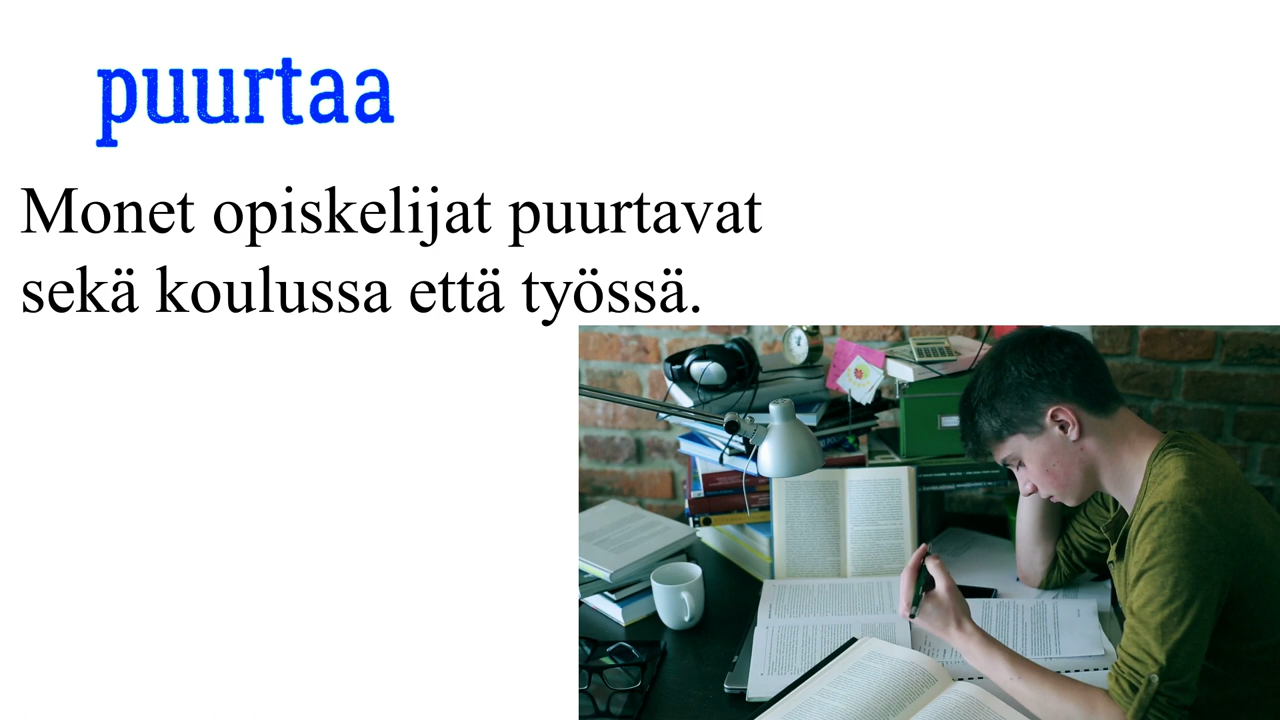 puurtaa
Monet opiskelijat puurtavat
sekä koulussa että työssä.